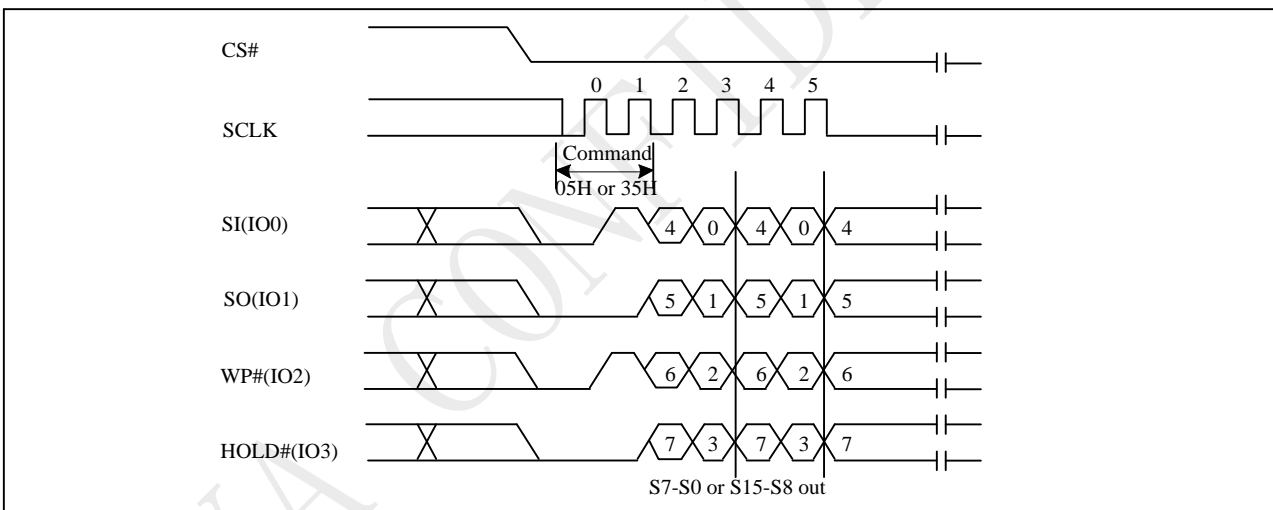 CS#
0 1 2 3 4 5
SCLK
Command
05H or 35H
SI(IO0) 4 0 4 0 4
SO(IO1) 5 1 5 1 5
WP#(IO2) 6 2 6 2 6
HOLD#(IO3) 7 3 7 3 7
S7-S0 or S15-S8 out